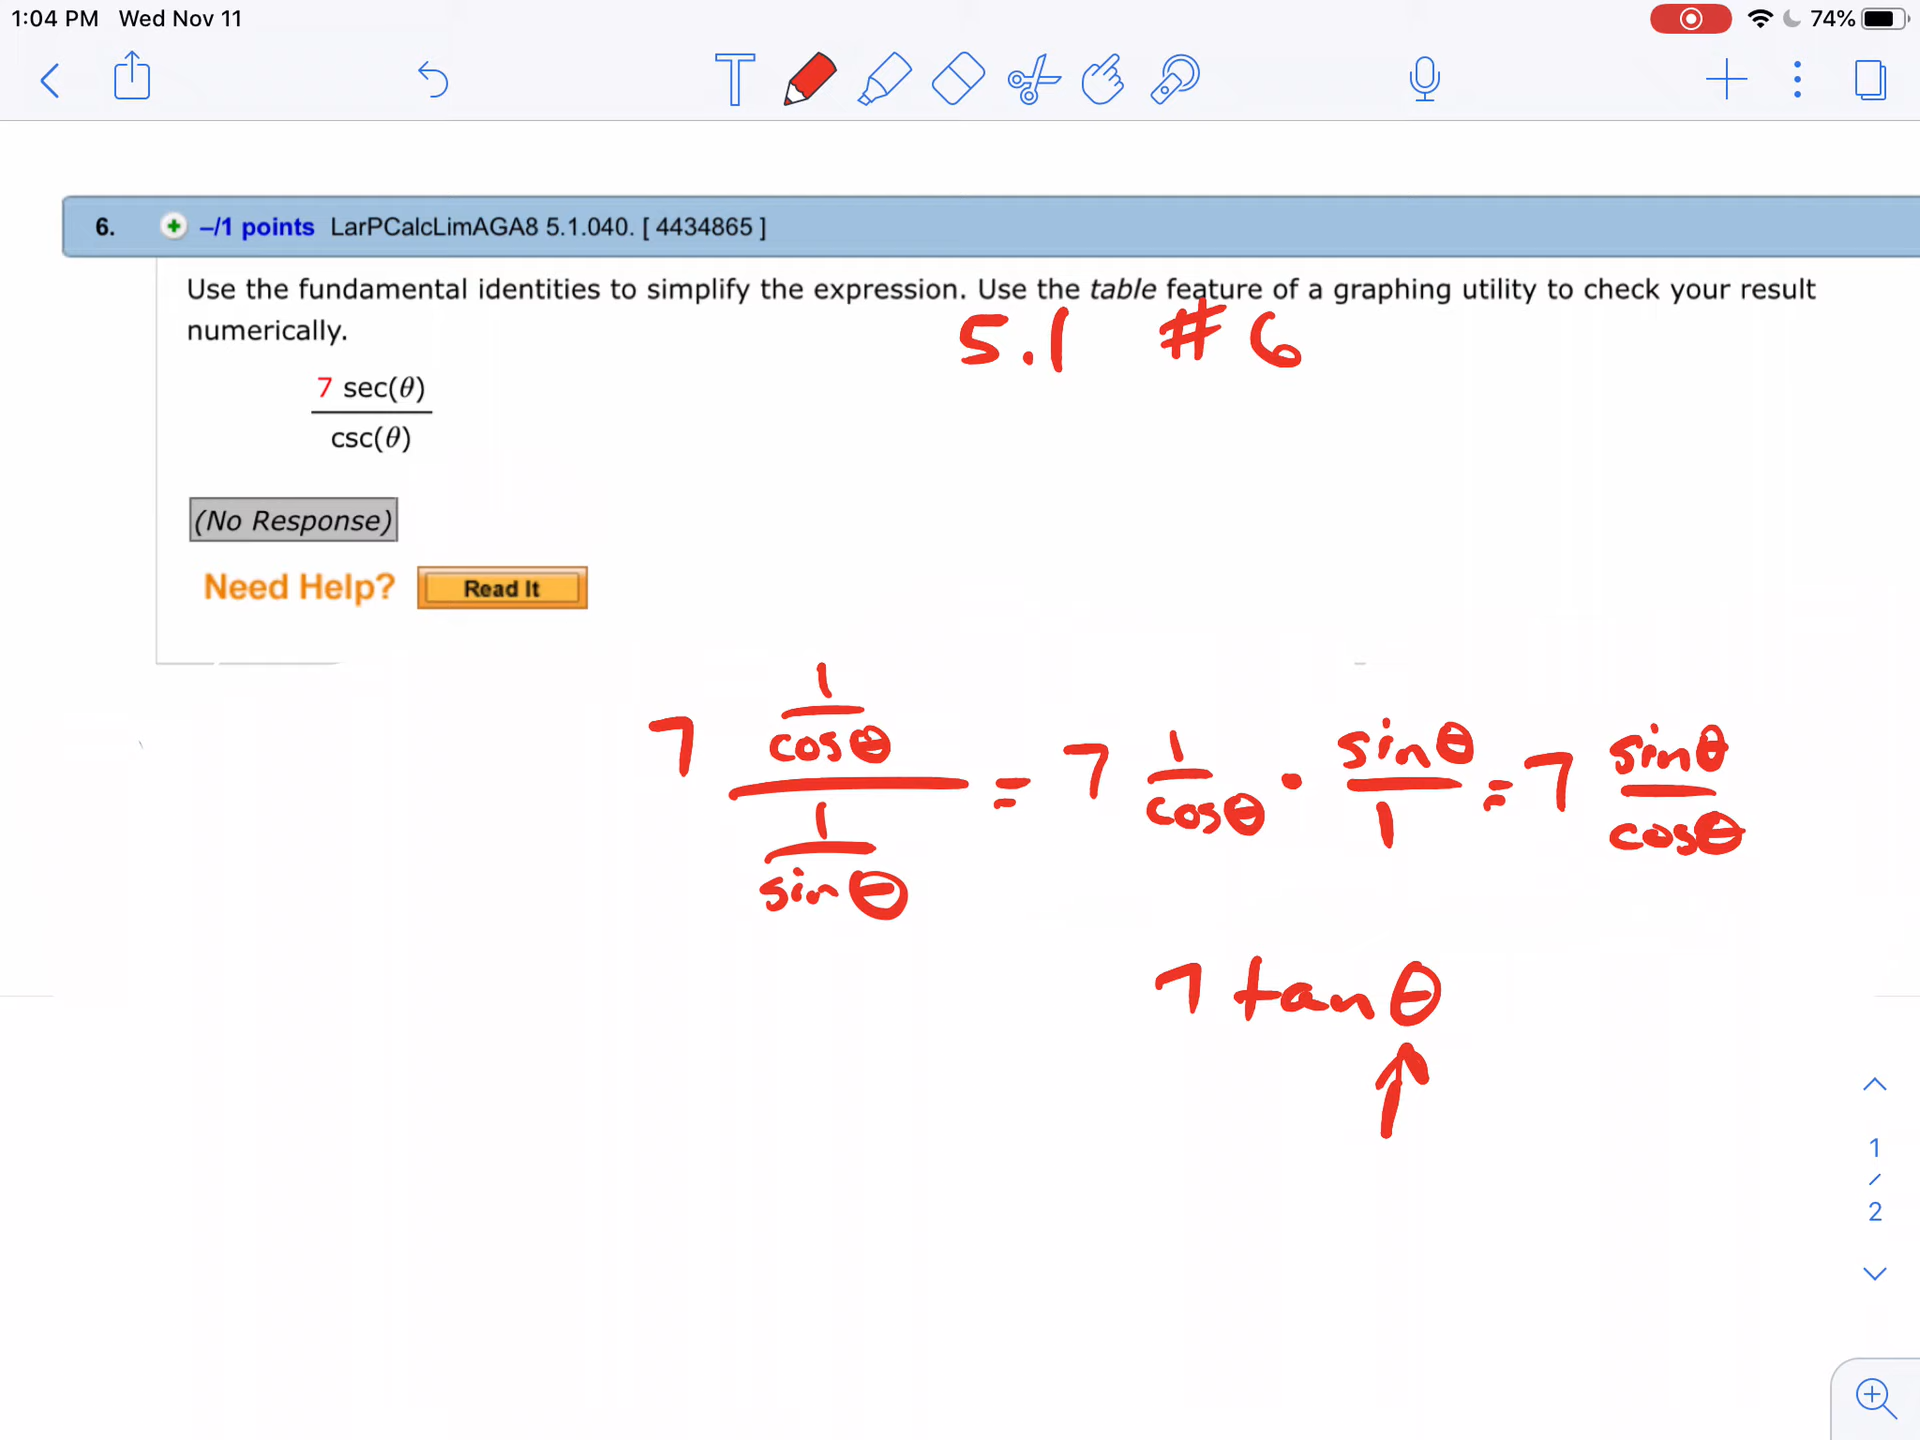 1:04 PM Wed Nov 11
74%
6. –/1 points LarPCalcLimAGA8 5.1.040. [ 4434865 ]
Use the fundamental identities to simplify the expression. Use the table feature of a graphing utility to check your result
numerically.
5.1 #6
7 sec(θ)
csc(θ)
(No Response)
Need Help? Read It
7 1/cosθ / 1/sinθ = 7 1/cosθ · sinθ/1 = 7 sinθ/cosθ
7 tanθ
1
/
2